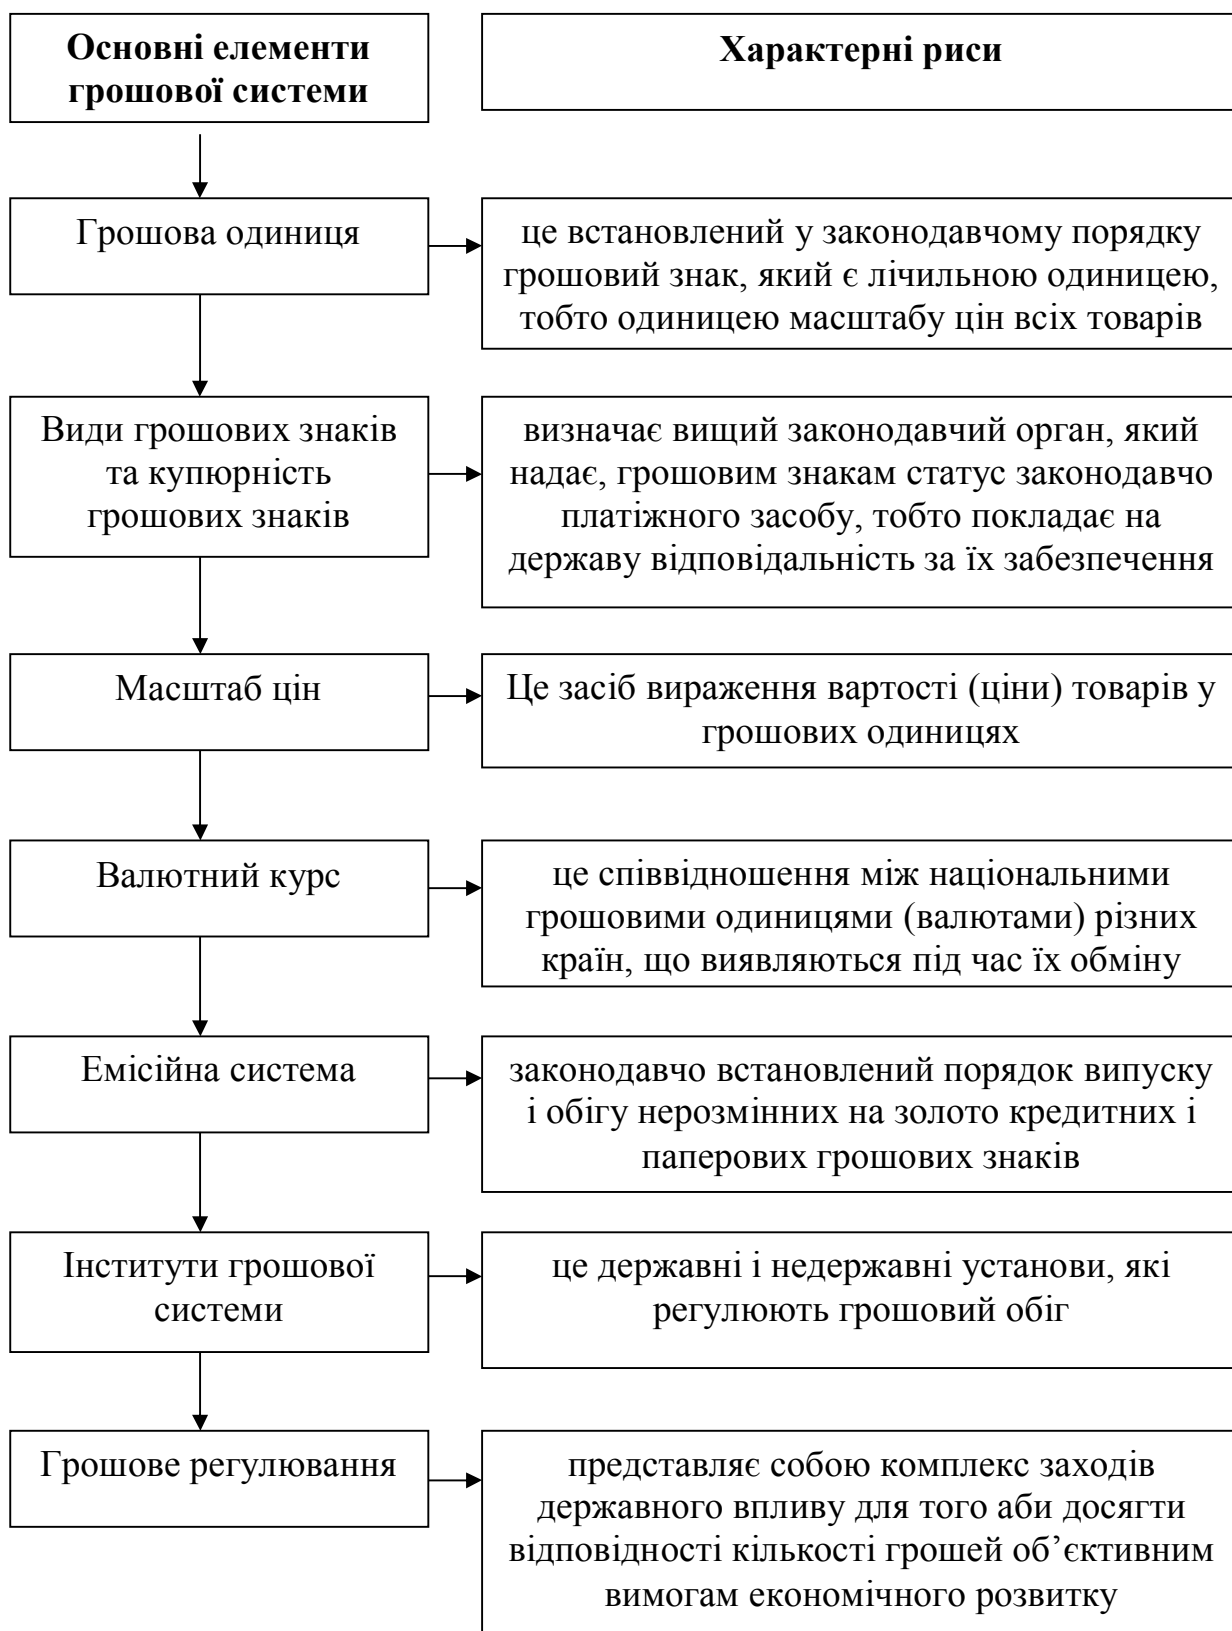 Основні елементи
грошової системи
Характерні риси
Грошова одиниця
це встановлений у законодавчому порядку
грошовий знак, який є лічильною одиницею,
тобто одиницею масштабу цін всіх товарів
Види грошових знаків
та купюрність
грошових знаків
визначає вищий законодавчий орган, який
надає, грошовим знакам статус законодавчо
платіжного засобу, тобто покладає на
державу відповідальність за їх забезпечення
Масштаб цін
Це засіб вираження вартості (ціни) товарів у
грошових одиницях
Валютний курс
це співвідношення між національними
грошовими одиницями (валютами) різних
країн, що виявляються під час їх обміну
Емісійна система
законодавчо встановлений порядок випуску
і обігу нерозмінних на золото кредитних і
паперових грошових знаків
Інститути грошової
системи
це державні і недержавні установи, які
регулюють грошовий обіг
Грошове регулювання
представляє собою комплекс заходів
державного впливу для того аби досягти
відповідності кількості грошей об’єктивним
вимогам економічного розвитку